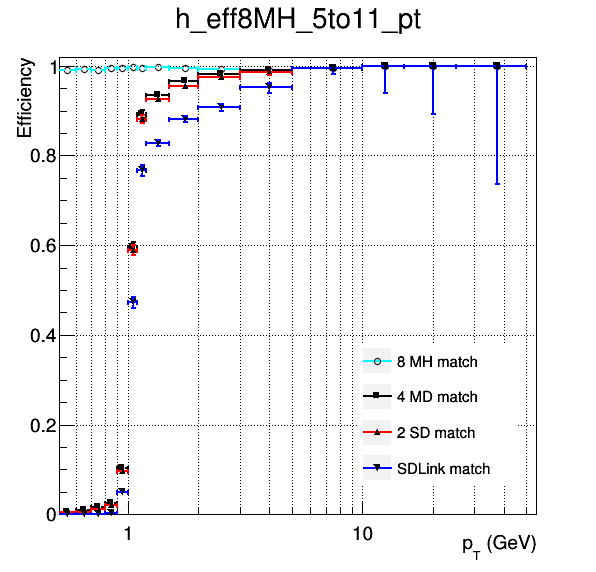 h_eff8MH_5to11_pt
Efficiency
1
0.8
0.6
0.4
0.2
0
8 MH match
4 MD match
2 SD match
SDLink match
1
10
p_T (GeV)